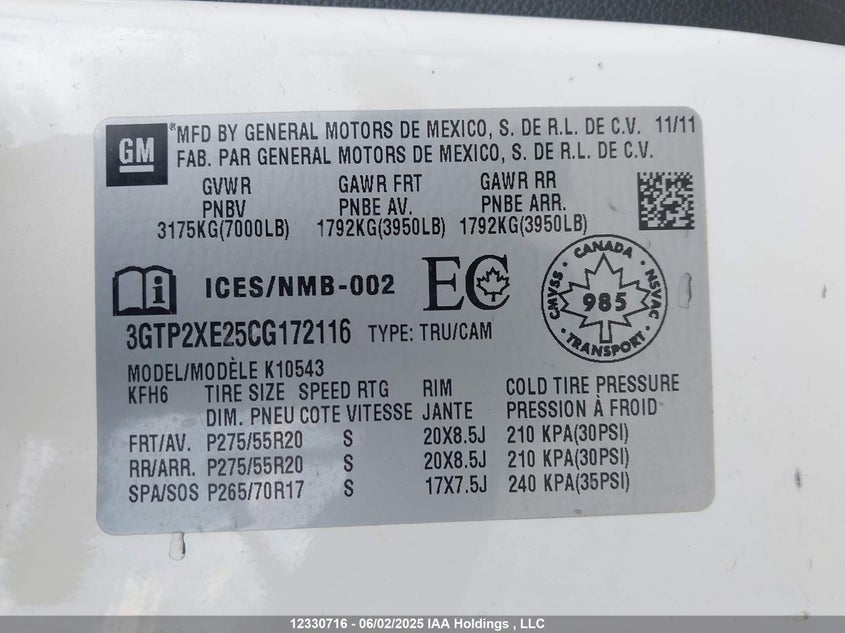 GM ® MFD BY GENERAL MOTORS DE MEXICO, S. DE R.L. DE C.V. 11/11
FAB. PAR GENERAL MOTORS DE MEXICO, S. DE R.L. DE C.V.
GVWR GAWR FRT GAWR RR
PNBV PNBE AV. PNBE ARR.
3175KG(7000LB) 1792KG(3950LB) 1792KG(3950LB)
ICES/NMB-002 EC
CANADA
CMVSS 985 NSVAC
TRANSPORT
3GTP2XE25CG172116 TYPE: TRU/CAM
MODEL/MODÈLE K10543
KFH6 TIRE SIZE SPEED RTG RIM COLD TIRE PRESSURE
DIM. PNEU COTE VITESSE JANTE PRESSION À FROID
FRT/AV. P275/55R20 S 20X8.5J 210 KPA(30PSI)
RR/ARR. P275/55R20 S 20X8.5J 210 KPA(30PSI)
SPA/SOS P265/70R17 S 17X7.5J 240 KPA(35PSI)
12330716 - 06/02/2025 IAA Holdings , LLC